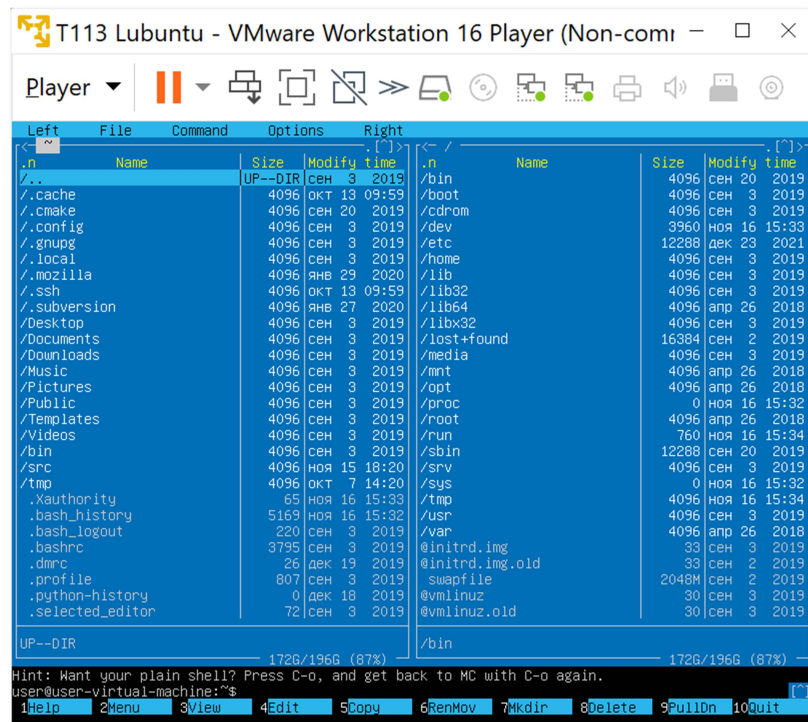 T113 Lubuntu - VMware Workstation 16 Player (Non-comm
Player
Left File Command Options Right
<- ~ .[^]> <- / .[^]>
.n Name Size Modify time .n Name Size Modify time
/.. UP--DIR сен 3 2019 /bin 4096 сен 20 2019
/.cache 4096 окт 13 09:59 /boot 4096 сен 3 2019
/.cmake 4096 сен 20 2019 /cdrom 4096 сен 3 2019
/.config 4096 сен 3 2019 /dev 3960 ноя 16 15:33
/.gnupg 4096 сен 3 2019 /etc 12288 дек 23 2021
/.local 4096 сен 3 2019 /home 4096 сен 3 2019
/.mozilla 4096 янв 29 2020 /lib 4096 сен 3 2019
/.ssh 4096 окт 13 09:59 /lib32 4096 сен 3 2019
/.subversion 4096 янв 27 2020 /lib64 4096 апр 26 2018
/Desktop 4096 сен 3 2019 /libx32 4096 сен 3 2019
/Documents 4096 сен 3 2019 /lost+found 16384 сен 2 2019
/Downloads 4096 сен 3 2019 /media 4096 сен 3 2019
/Music 4096 сен 3 2019 /mnt 4096 апр 26 2018
/Pictures 4096 сен 3 2019 /opt 4096 апр 26 2018
/Public 4096 сен 3 2019 /proc 0 ноя 16 15:32
/Templates 4096 сен 3 2019 /root 4096 апр 26 2018
/Videos 4096 сен 3 2019 /run 760 ноя 16 15:34
/bin 4096 сен 3 2019 /sbin 12288 сен 20 2019
/src 4096 ноя 15 18:20 /srv 4096 сен 3 2019
/tmp 4096 окт 7 14:20 /sys 0 ноя 16 15:32
.Xauthority 65 ноя 16 15:33 /tmp 4096 ноя 16 15:34
.bash_history 5169 ноя 16 15:32 /usr 4096 сен 3 2019
.bash_logout 220 сен 3 2019 /var 4096 апр 26 2018
.bashrc 3795 сен 3 2019 @initrd.img 33 сен 3 2019
.dmrc 26 дек 19 2019 @initrd.img.old 33 сен 2 2019
.profile 807 сен 3 2019 swapfile 2048M сен 2 2019
.python-history 0 дек 18 2019 @vmlinuz 30 сен 3 2019
.selected_editor 72 сен 3 2019 @vmlinuz.old 30 сен 3 2019
UP--DIR /bin
172G/196G (87%) 172G/196G (87%)
Hint: Want your plain shell? Press C-o, and get back to MC with C-o again.
user@user-virtual-machine:~$ [^]
1Help 2Menu 3View 4Edit 5Copy 6RenMov 7Mkdir 8Delete 9PullDn 10Quit